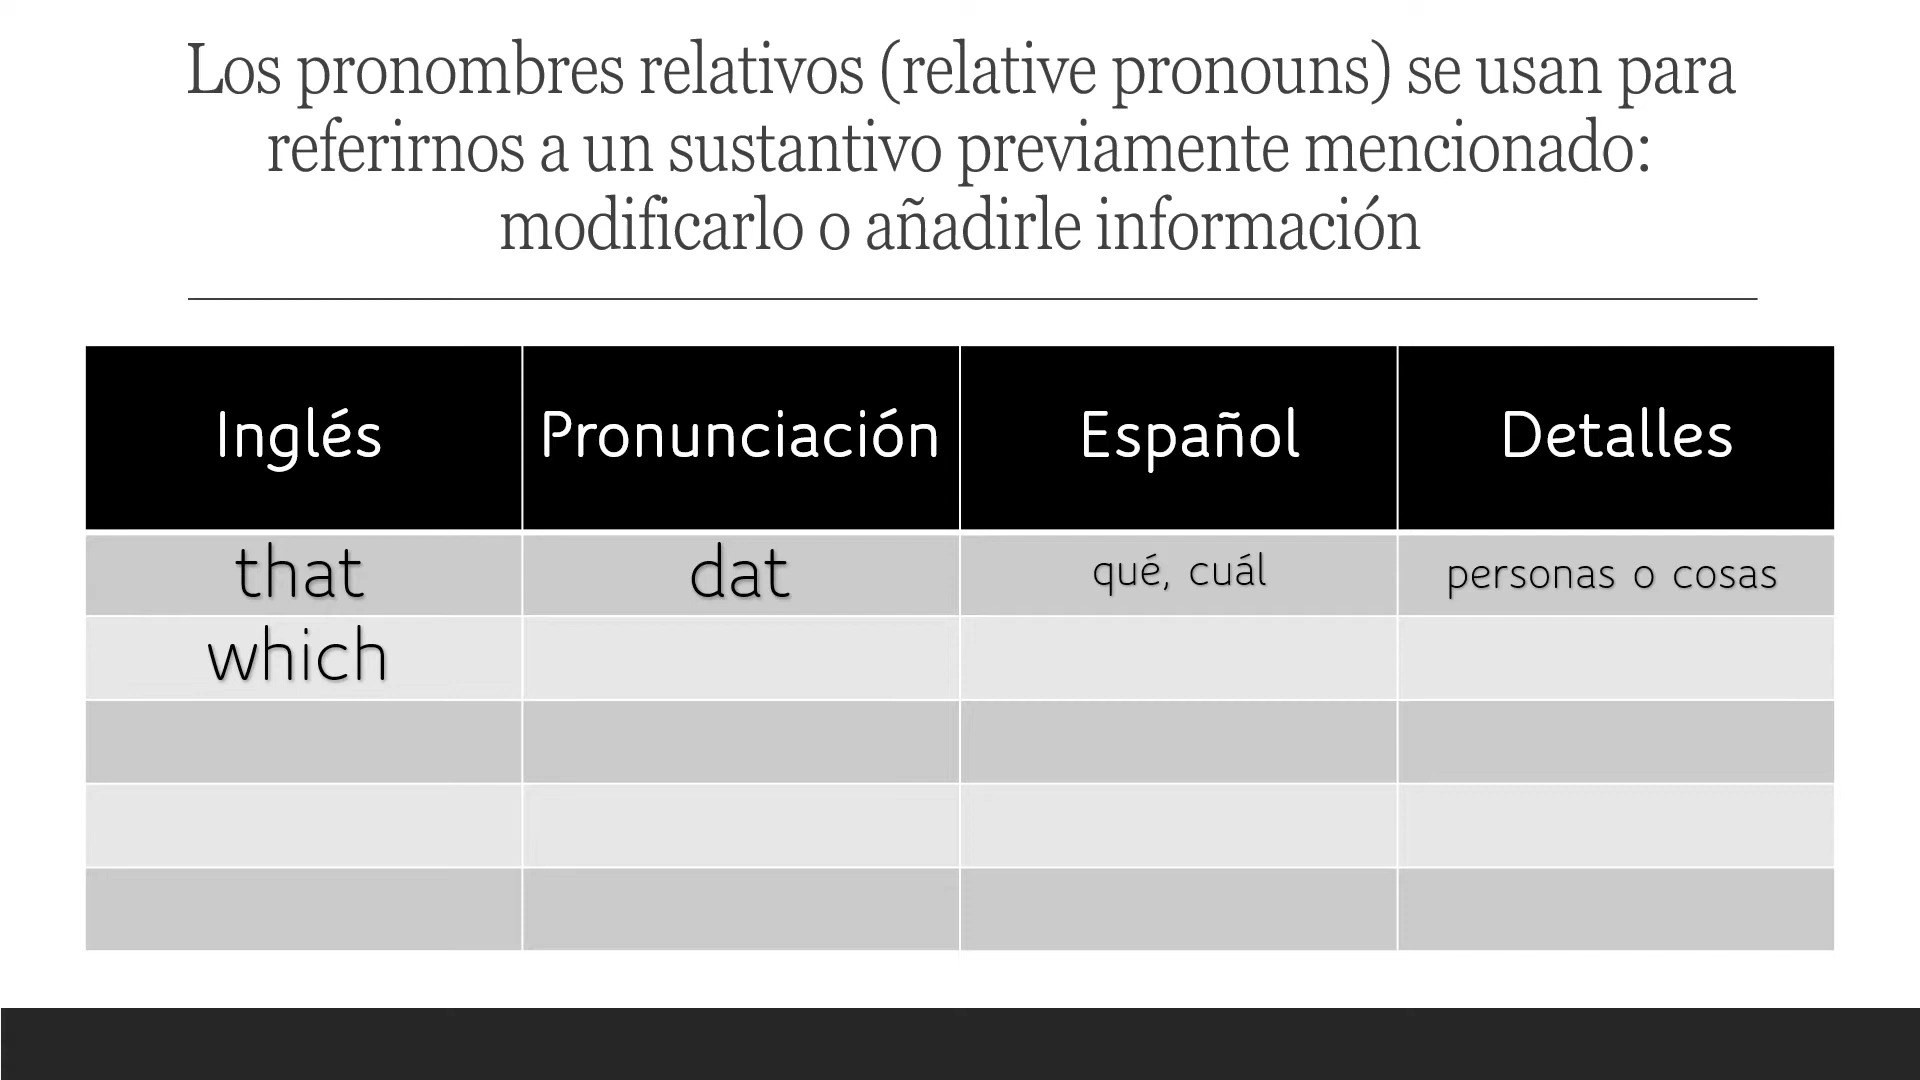 Los pronombres relativos (relative pronouns) se usan para
referirnos a un sustantivo previamente mencionado:
modificarlo o añadirle información
Inglés Pronunciación Español Detalles
that dat qué, cuál personas o cosas
which